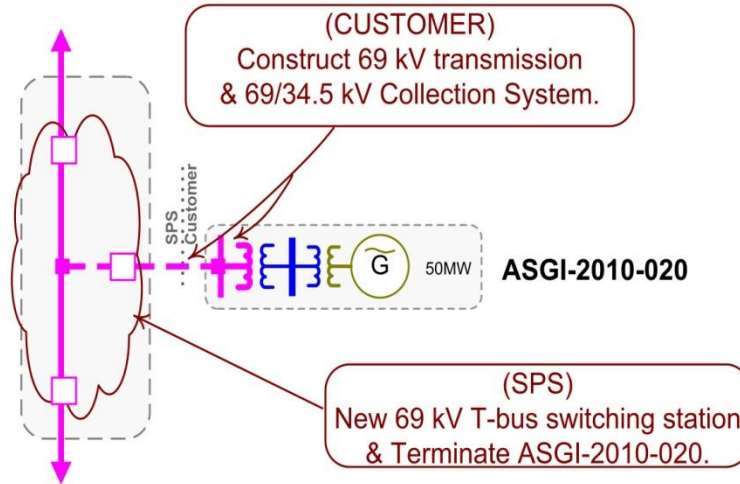 (CUSTOMER)
Construct 69 kV transmission
& 69/34.5 kV Collection System.
SPS
Customer
G
50MW
ASGI-2010-020
(SPS)
New 69 kV T-bus switching station
& Terminate ASGI-2010-020.